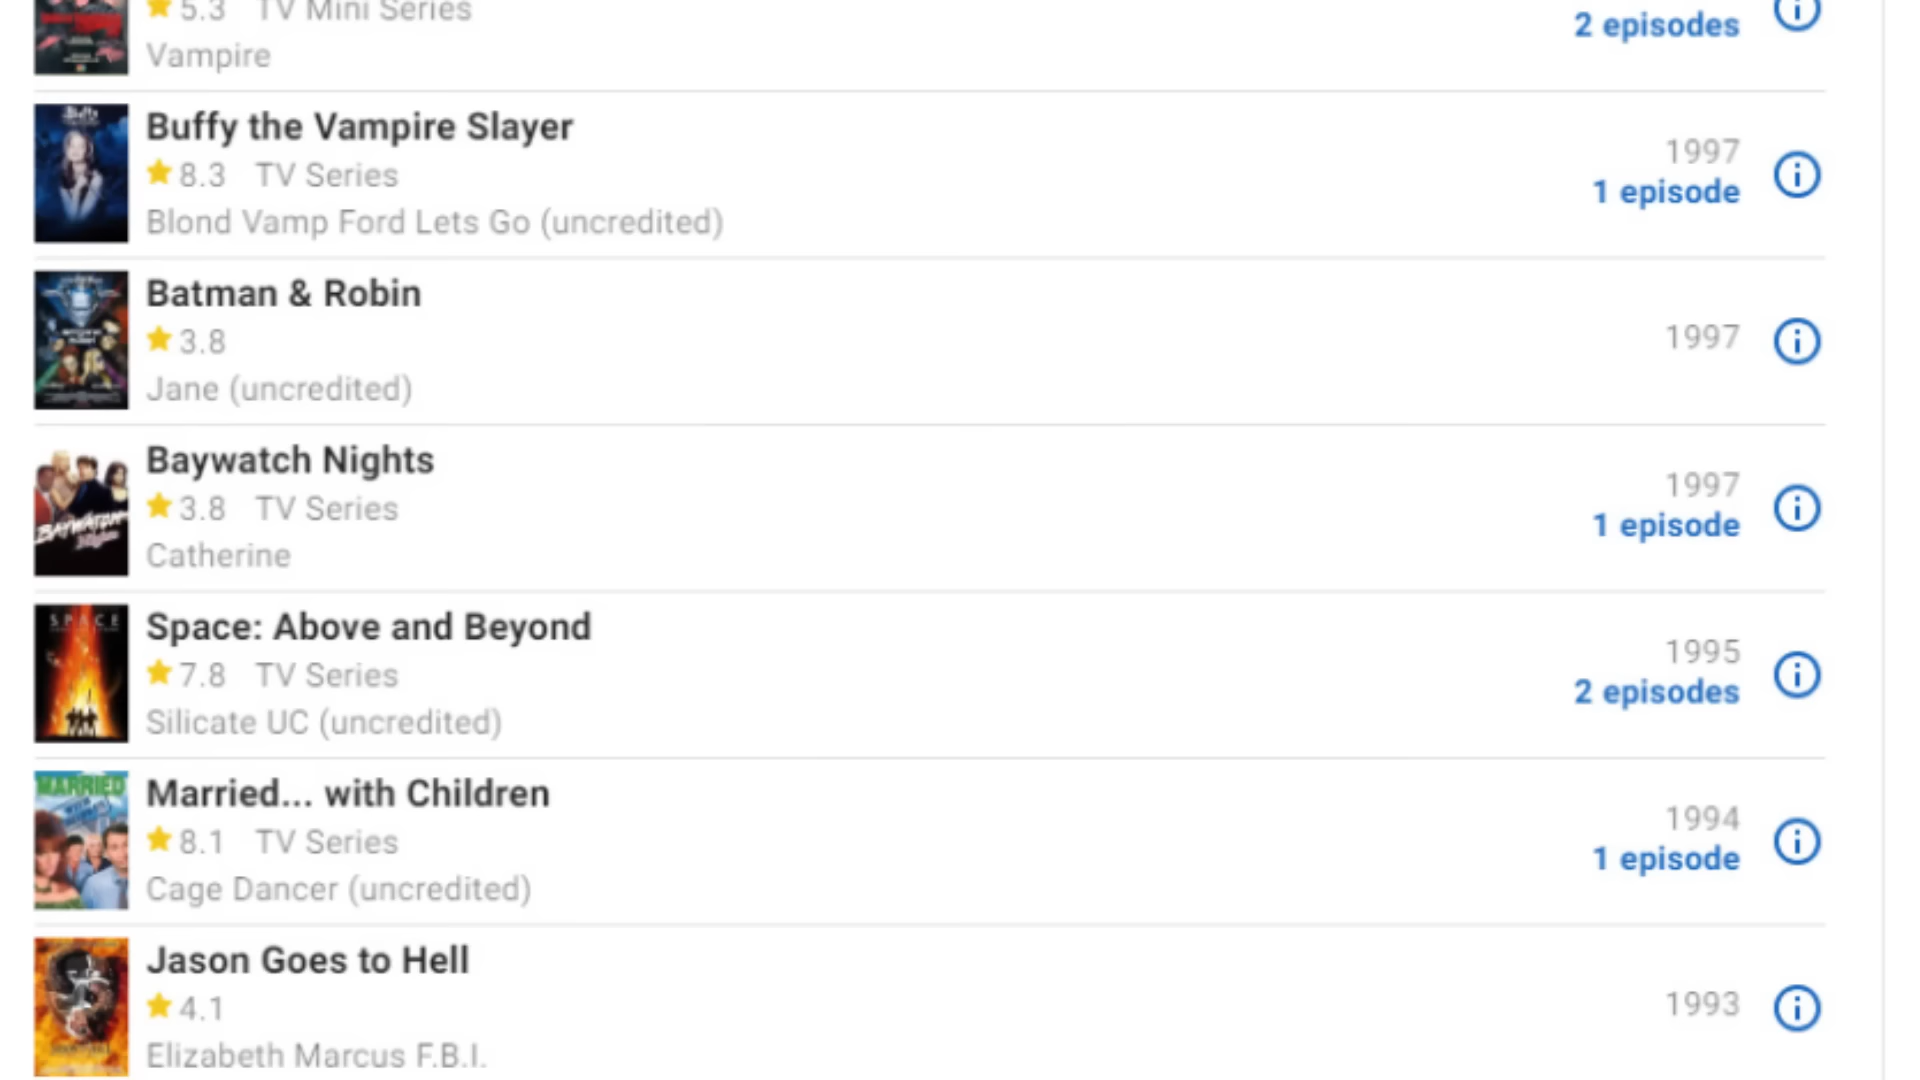 5.3 TV Mini Series
2 episodes
Vampire
Buffy the Vampire Slayer
1997
8.3 TV Series
1 episode
Blond Vamp Ford Lets Go (uncredited)
Batman & Robin
3.8
1997
Jane (uncredited)
Baywatch Nights
1997
3.8 TV Series
1 episode
Catherine
BAYWATCH
Nights
SPACE
Space: Above and Beyond
1995
7.8 TV Series
2 episodes
Silicate UC (uncredited)
MARRIED
Married... with Children
1994
8.1 TV Series
1 episode
Cage Dancer (uncredited)
Jason Goes to Hell
4.1
1993
Elizabeth Marcus F.B.I.